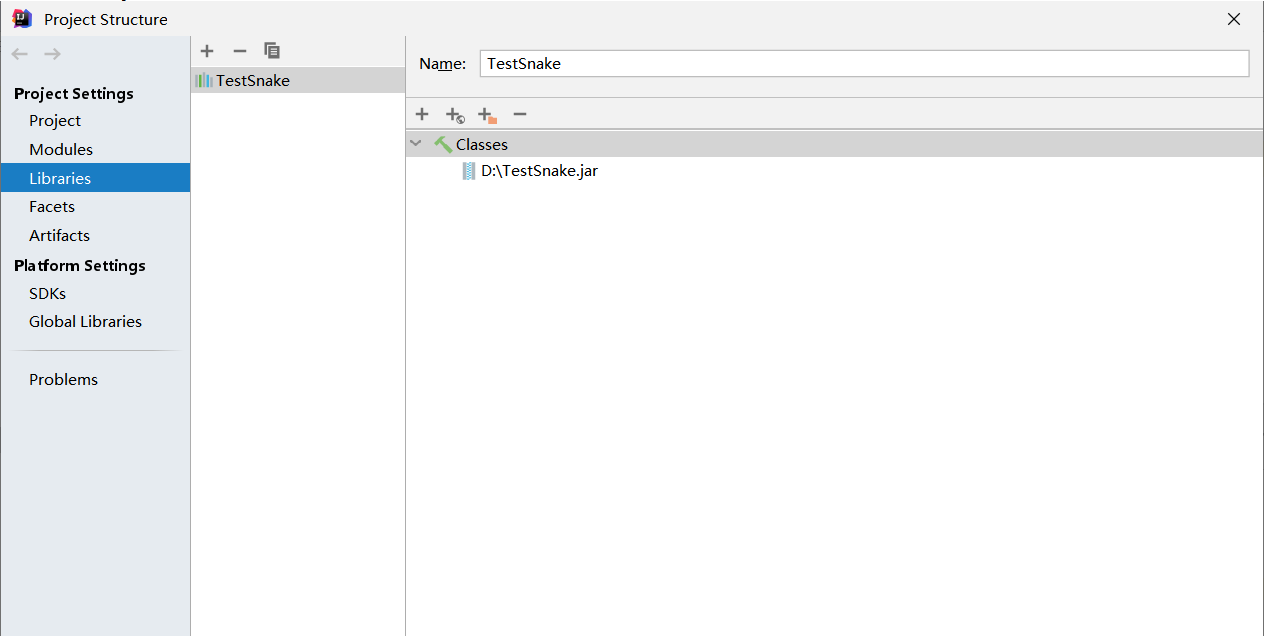 Project Structure
Project Settings
Project
Modules
Libraries
Facets
Artifacts
Platform Settings
SDKs
Global Libraries
Problems
TestSnake
Name: TestSnake
Classes
D:\TestSnake.jar